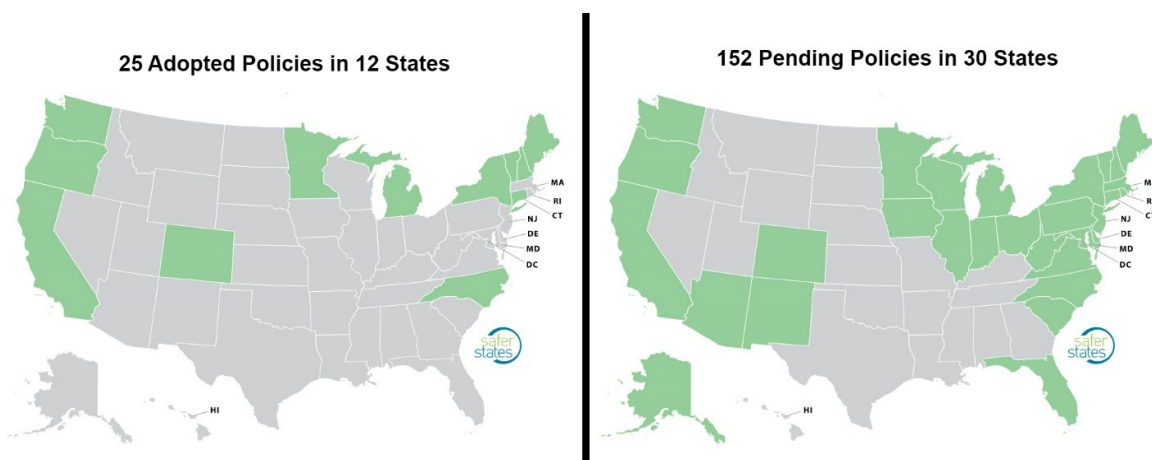 25 Adopted Policies in 12 States
MA
RI
CT
NJ
DE
MD
DC
safer
states
HI
152 Pending Policies in 30 States
M
R
CT
NJ
DE
MD
DC
safer
states
HI